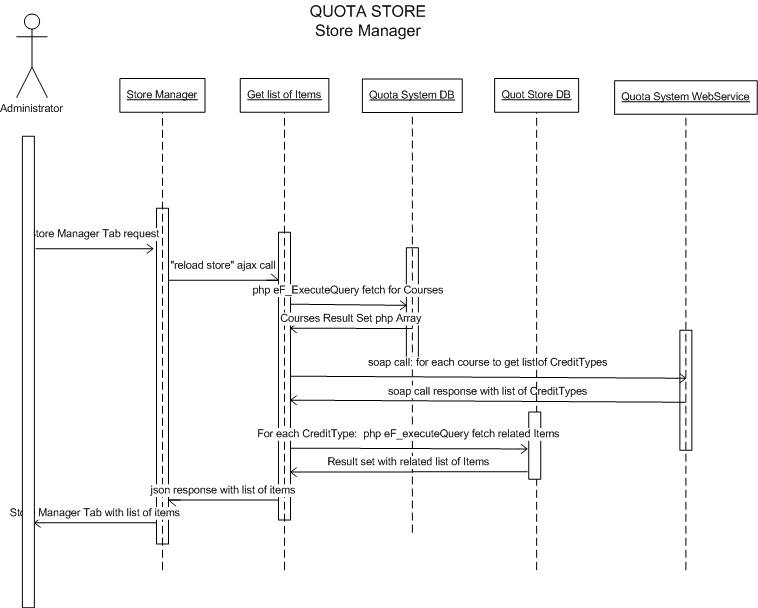 QUOTA STORE
Store Manager
Administrator
Store Manager
Get list of Items
Quota System DB
Quot Store DB
Quota System WebService
tore Manager Tab request
"reload store" ajax call
php eF_ExecuteQuery fetch for Courses
Courses Result Set php Array
soap call: for each course to get list of CreditTypes
soap call response with list of CreditTypes
For each CreditType: php eF_executeQuery fetch related Items
Result set with related list of Items
json response with list of items
Sto Manager Tab with list of items